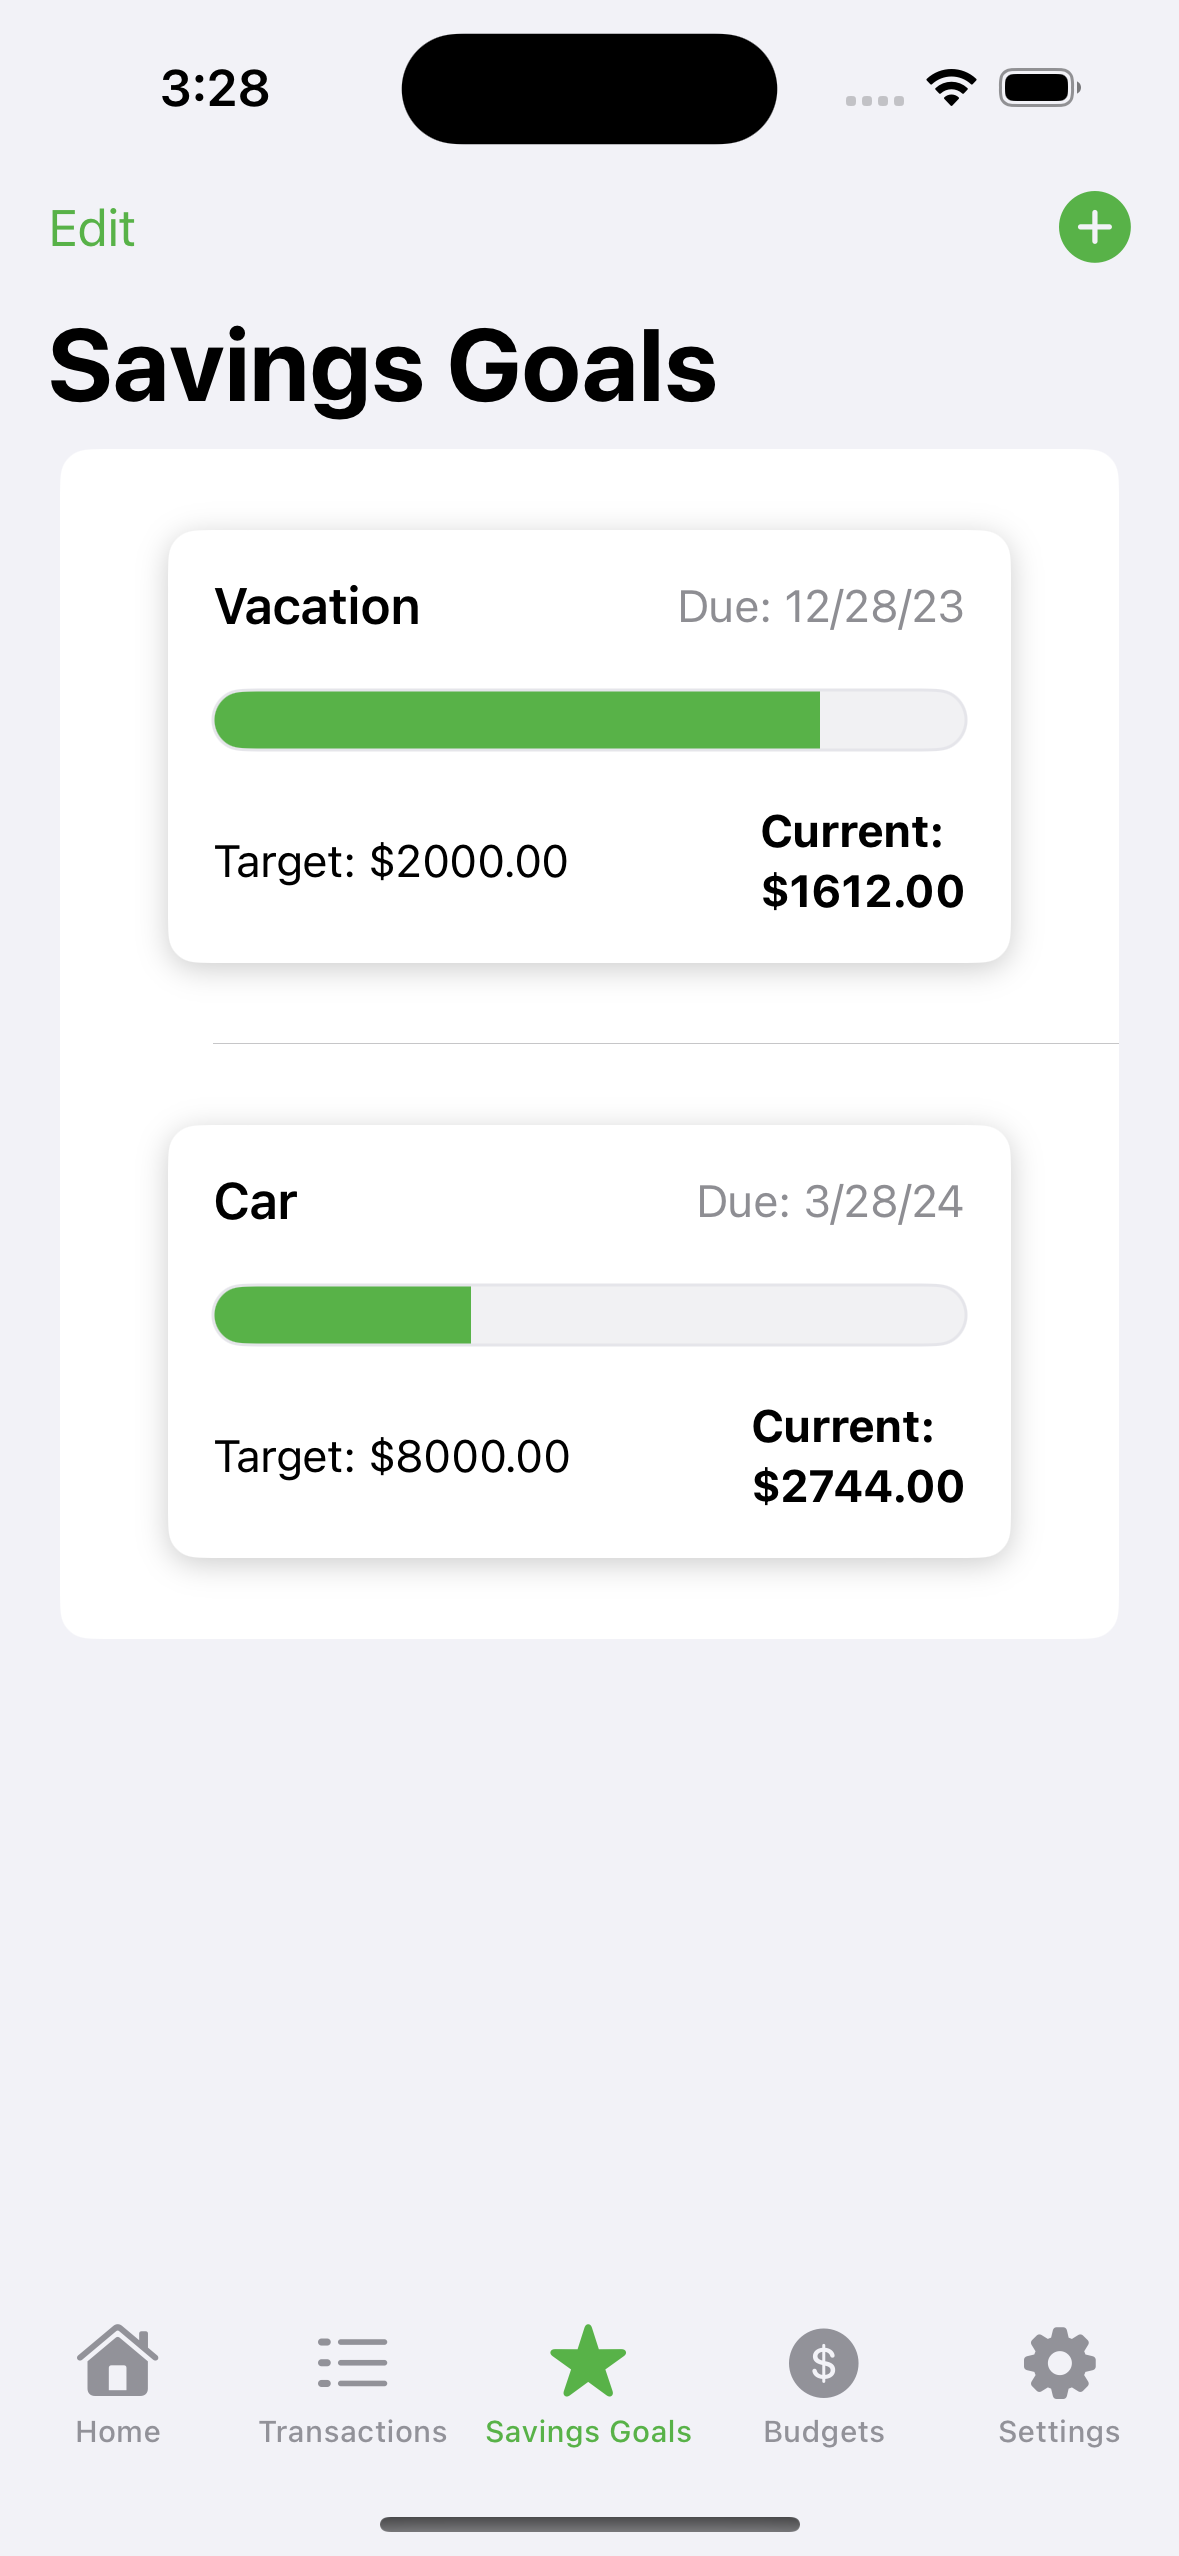 3:28
Edit
Savings Goals
Vacation
Due: 12/28/23
Target: $2000.00
Current:
$1612.00
Car
Due: 3/28/24
Target: $8000.00
Current:
$2744.00
$
Home
Transactions
Savings Goals
Budgets
Settings